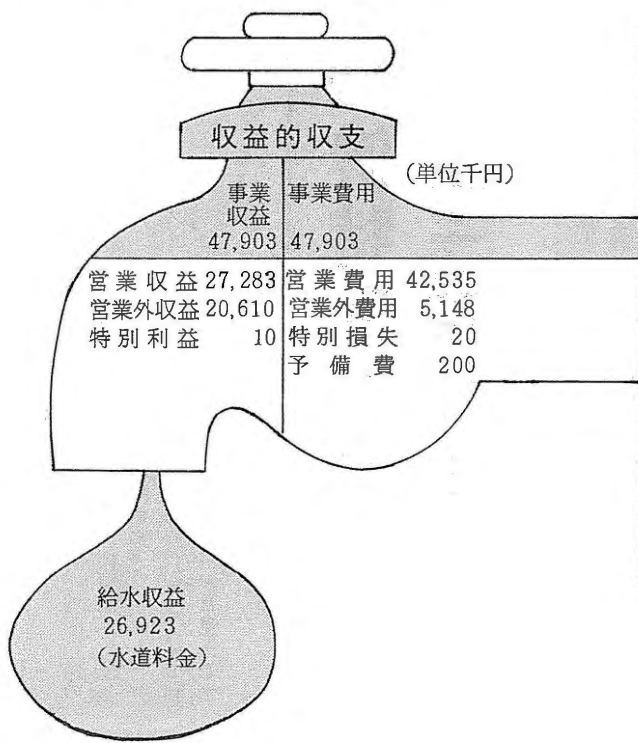 収益的収支
(単位千円)
事業収益
47,903
事業費用
47,903
営業収益 27,283
営業外収益 20,610
特別利益 10
営業費用 42,535
営業外費用 5,148
特別損失 20
予備費 200
給水収益
26,923
(水道料金)